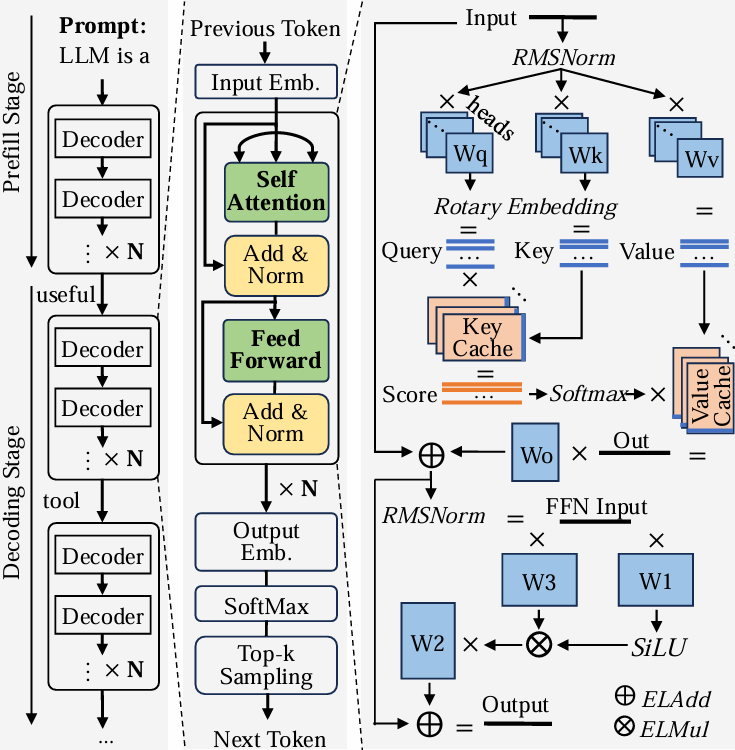 Prompt:
LLM is a
Prefill Stage
Decoder
Decoder
⋮ × N
useful
Decoder
Decoder
⋮ × N
Decoding Stage
tool
Decoder
Decoder
⋮ × N
...
Previous Token
Input Emb.
Self
Attention
Add &
Norm
Feed
Forward
Add &
Norm
× N
Output
Emb.
SoftMax
Top-k
Sampling
Next Token
Input
RMSNorm
× heads × ×
Wq Wk Wv
Rotary Embedding
= = =
Query Key Value
×
Key
Cache
=
Score Softmax ×
Value
Cache
⊕ Wo × Out =
RMSNorm = FFN Input
× ×
W3 W1
W2 × ⊗ SiLU
⊕ = Output
⊕ ELAdd
⊗ ELMul